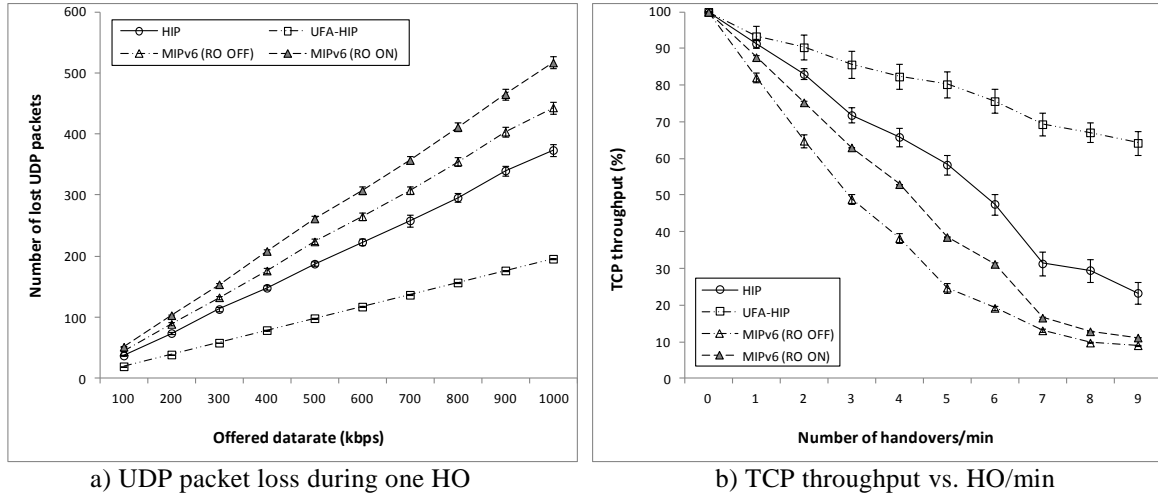 600
500
400
300
200
100
0
Number of lost UDP packets
HIP
UFA-HIP
MIPv6 (RO OFF)
MIPv6 (RO ON)
100 200 300 400 500 600 700 800 900 1000
Offered datarate (kbps)
a) UDP packet loss during one HO
100
90
80
70
60
50
40
30
20
10
0
TCP throughput (%)
HIP
UFA-HIP
MIPv6 (RO OFF)
MIPv6 (RO ON)
0 1 2 3 4 5 6 7 8 9
Number of handovers/min
b) TCP throughput vs. HO/min